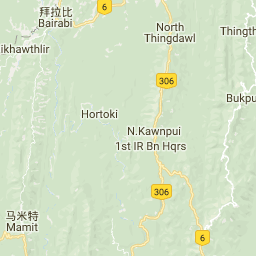 拜拉比
Bairabi
6
North
Thingdawl
Thingth
ikhawthlir
306
Bukpu
Hortoki
N.Kawnpui
1st IR Bn Hqrs
306
马米特
Mamit
6